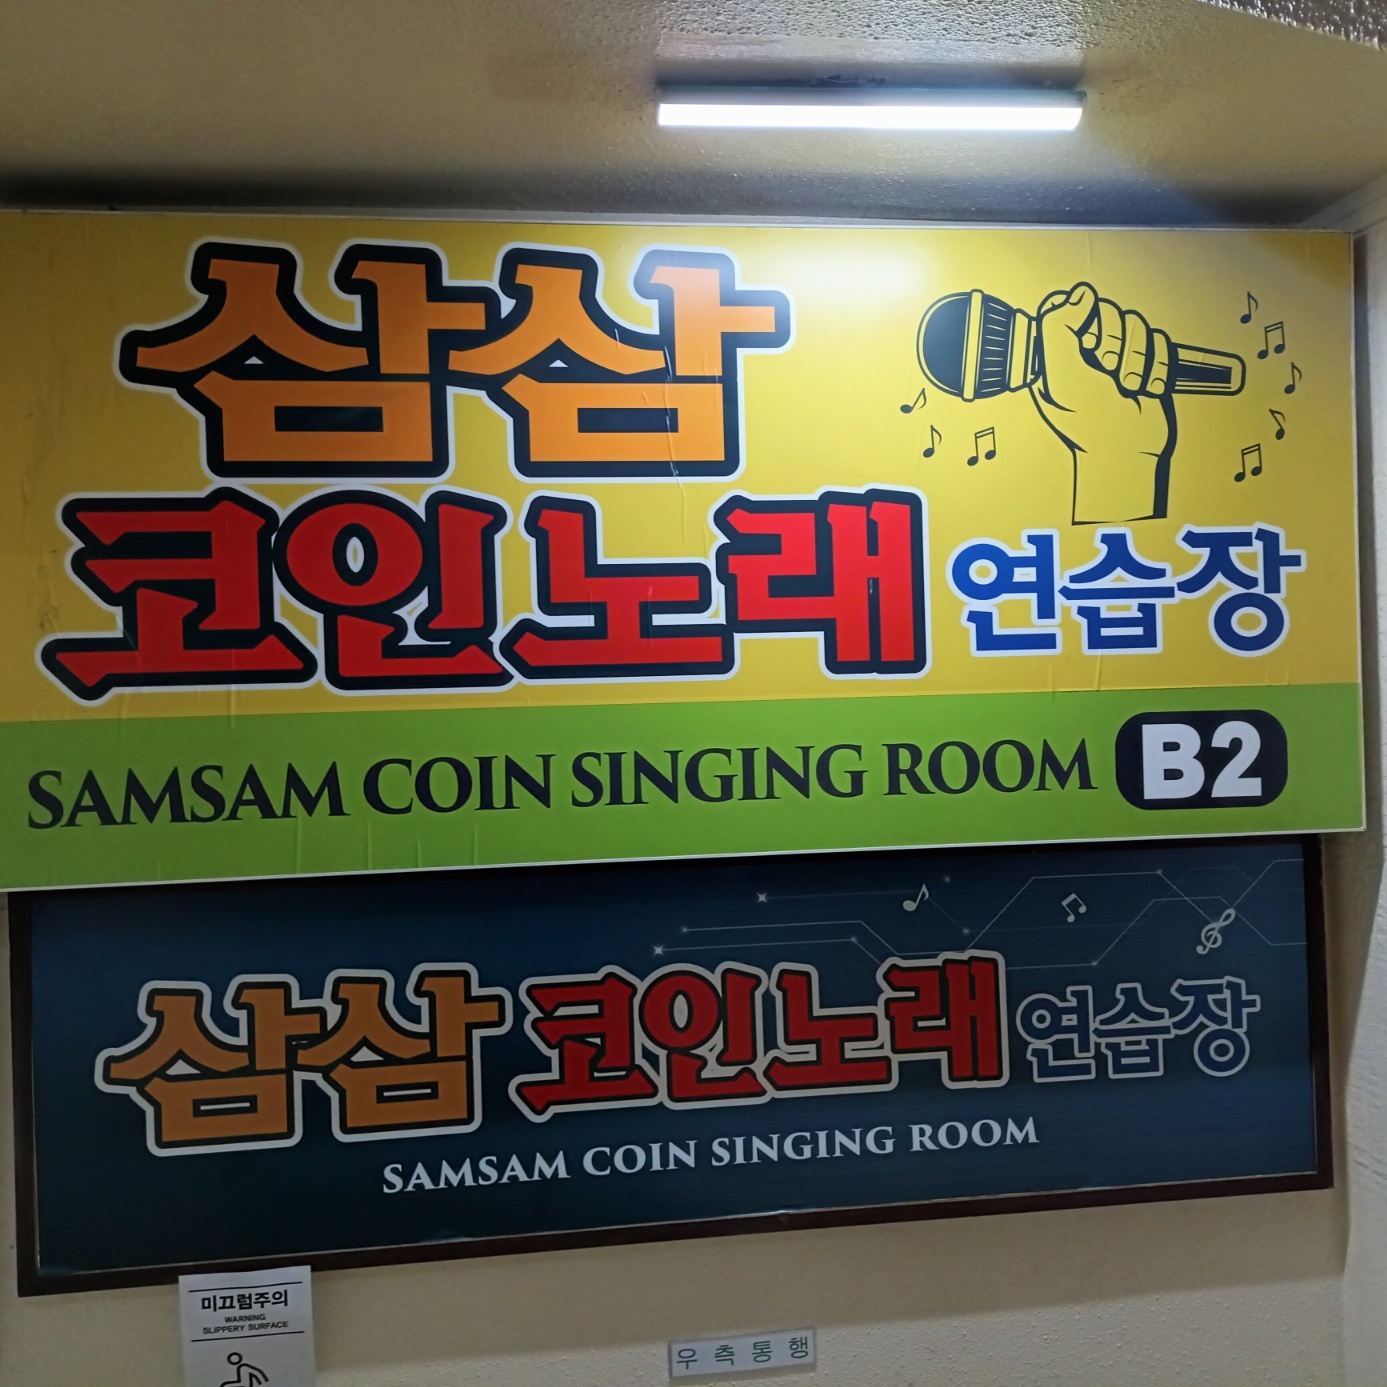 삼삼
코인노래 연습장
SAMSAM COIN SINGING ROOM B2
삼삼 코인노래 연습장
SAMSAM COIN SINGING ROOM
미끄럼주의
WARNING
SLIPPERY SURFACE
우측통행